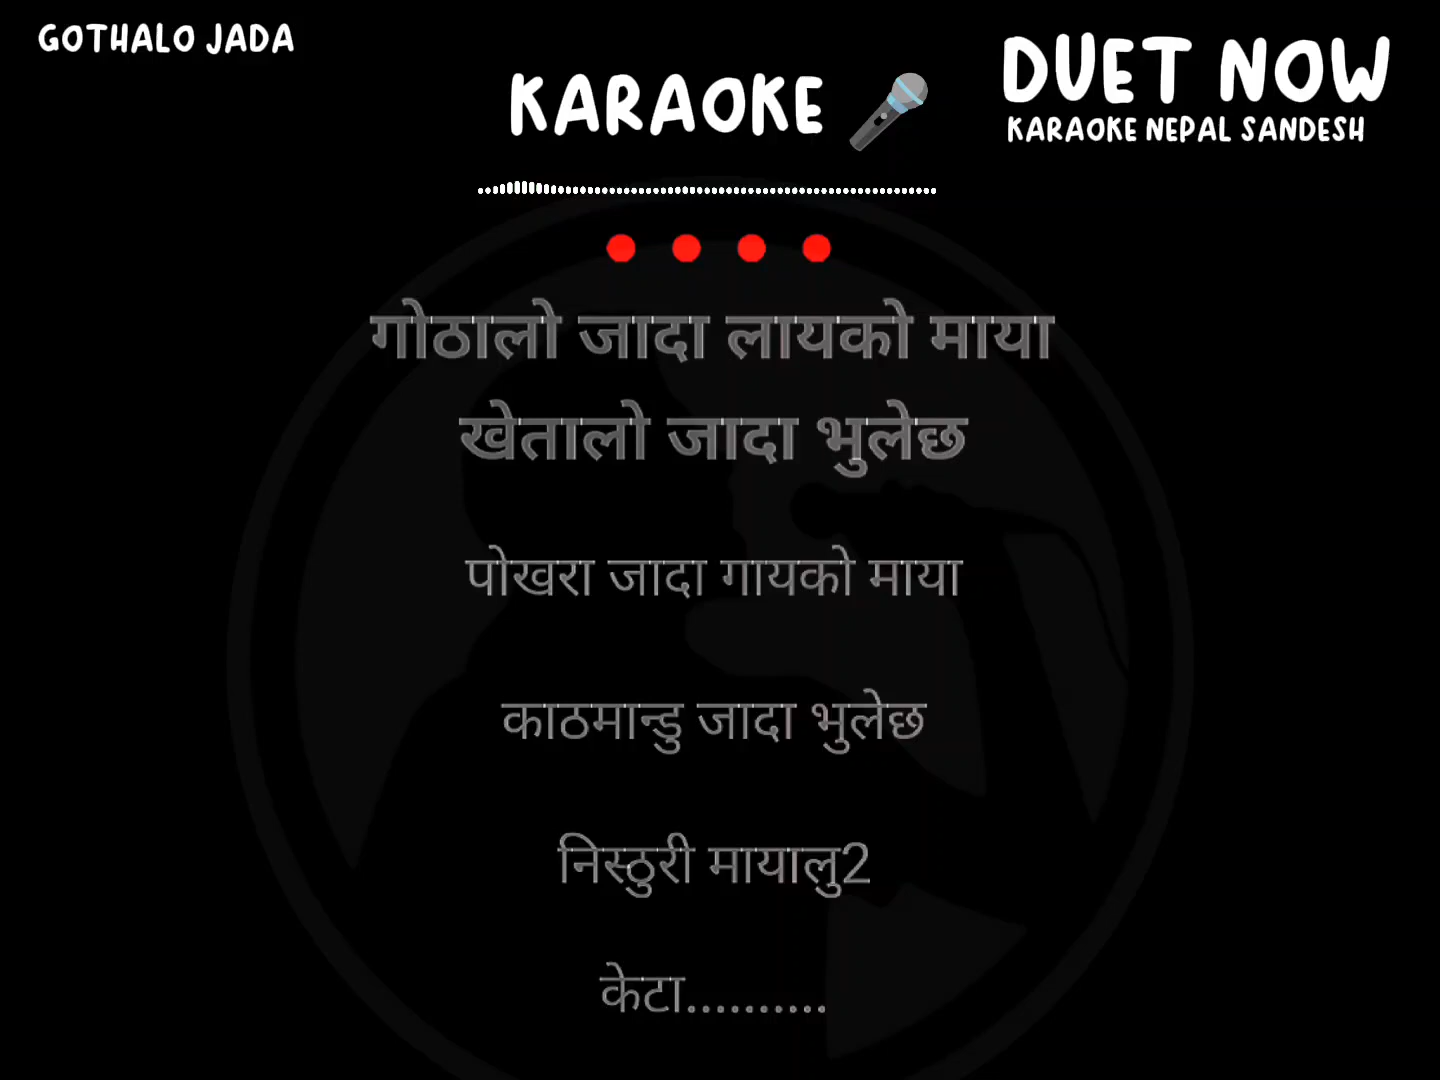 GOTHALO JADA
KARAOKE
DUET NOW
KARAOKE NEPAL SANDESH
गोठालो जादा लायको माया
खेतालो जादा भुलेछ
पोखरा जादा गायको माया
काठमान्डु जादा भुलेछ
निस्ठुरी मायालु2
केटा..........